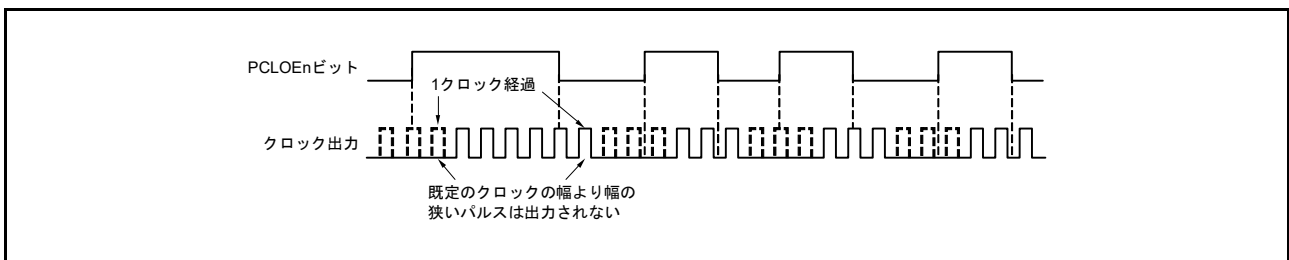 PCLOEnビット
1クロック経過
クロック出力
既定のクロックの幅より幅の
狭いパルスは出力されない